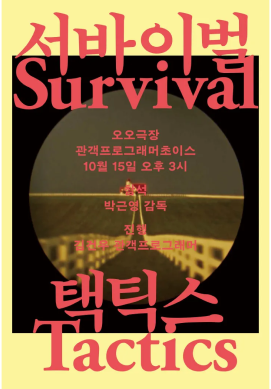 서바이벌
Survival
오오극장
관객프로그래머초이스
10월 15일 오후 3시
참석
박근영 감독
진행
관객프로그래머
택틱스
Tactics